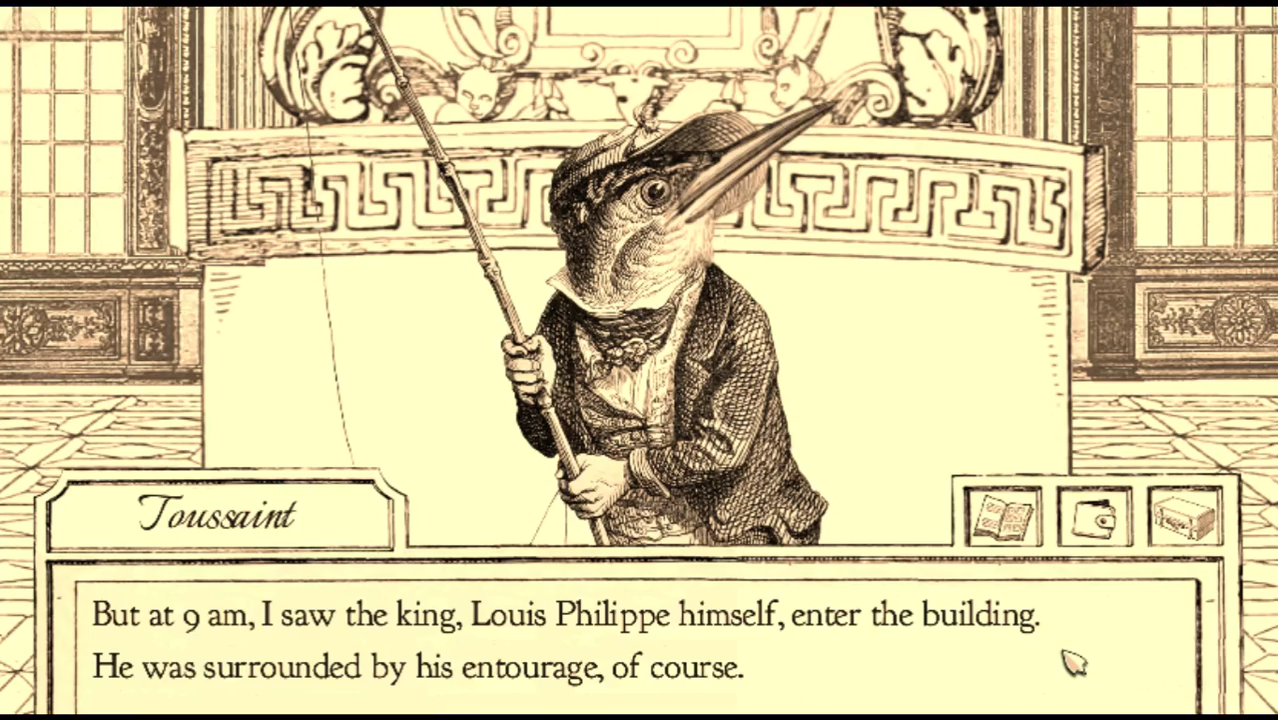 Toussaint
But at 9 am, I saw the king, Louis Philippe himself, enter the building.
He was surrounded by his entourage, of course.